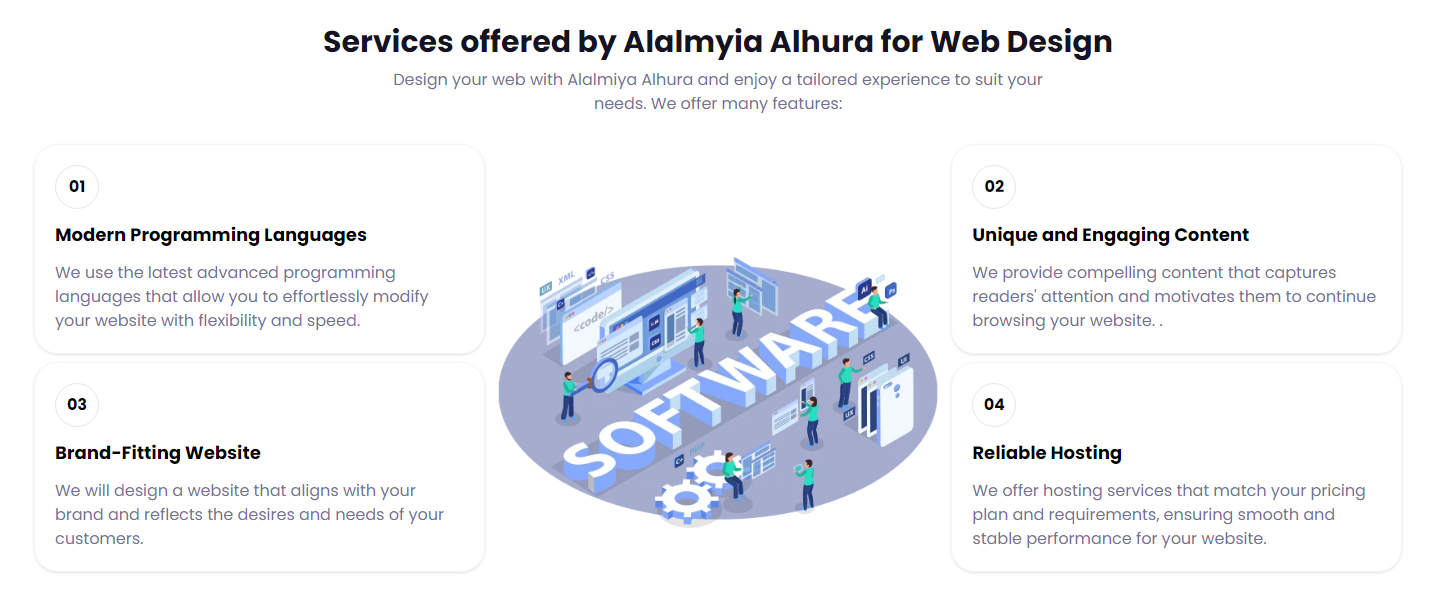 Services offered by Alalmyia Alhura for Web Design
Design your web with Alalmiya Alhura and enjoy a tailored experience to suit your
needs. We offer many features:
01
Modern Programming Languages
We use the latest advanced programming
languages that allow you to effortlessly modify
your website with flexibility and speed.
02
Unique and Engaging Content
We provide compelling content that captures
readers' attention and motivates them to continue
browsing your website. .
UX
XML
CSS
<code/>
SOFTWARE
Ai
Ps
CSS
UI
UX
PHP
C+
03
Brand-Fitting Website
We will design a website that aligns with your
brand and reflects the desires and needs of your
customers.
04
Reliable Hosting
We offer hosting services that match your pricing
plan and requirements, ensuring smooth and
stable performance for your website.